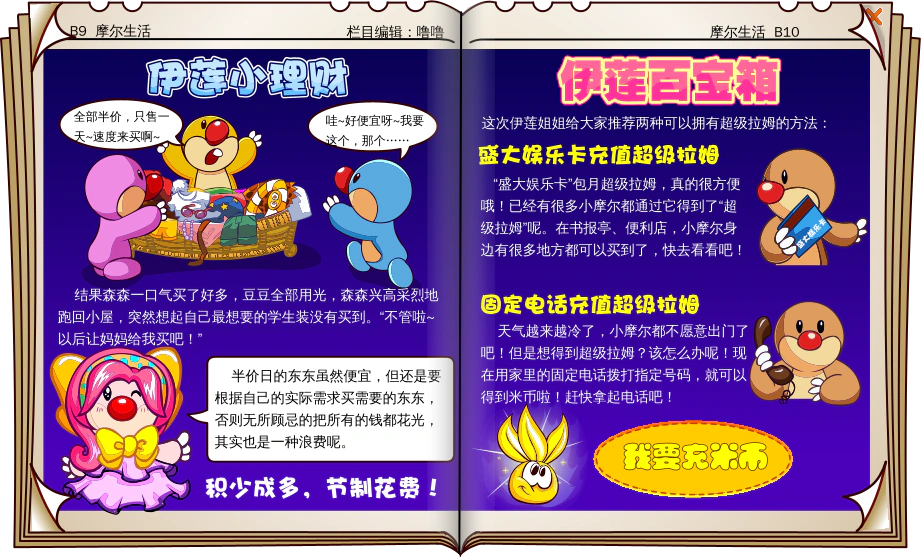 B9 摩尔生活
栏目编辑：噜噜
伊莲小理财
全部半价，只售一
天~速度来买啊~
哇~好便宜呀~我要
这个，那个……
结果森森一口气买了好多，豆豆全部用光，森森兴高采烈地
跑回小屋，突然想起自己最想要的学生装没有买到。“不管啦~
以后让妈妈给我买吧！”
半价日的东东虽然便宜，但还是要
根据自己的实际需求买需要的东东，
否则无所顾忌的把所有的钱都花光，
其实也是一种浪费呢。
积少成多，节制花费！
摩尔生活 B10
伊莲百宝箱
这次伊莲姐姐给大家推荐两种可以拥有超级拉姆的方法：
盛大娱乐卡充值超级拉姆
“盛大娱乐卡”包月超级拉姆，真的很方便
哦！已经有很多小摩尔都通过它得到了“超
级拉姆”呢。在书报亭、便利店，小摩尔身
边有很多地方都可以买到了，快去看看吧！
盛大娱乐卡
固定电话充值超级拉姆
天气越来越冷了，小摩尔都不愿意出门了
吧！但是想得到超级拉姆？该怎么办呢！现
在用家里的固定电话拨打指定号码，就可以
得到米币啦！赶快拿起电话吧！
我要充米币